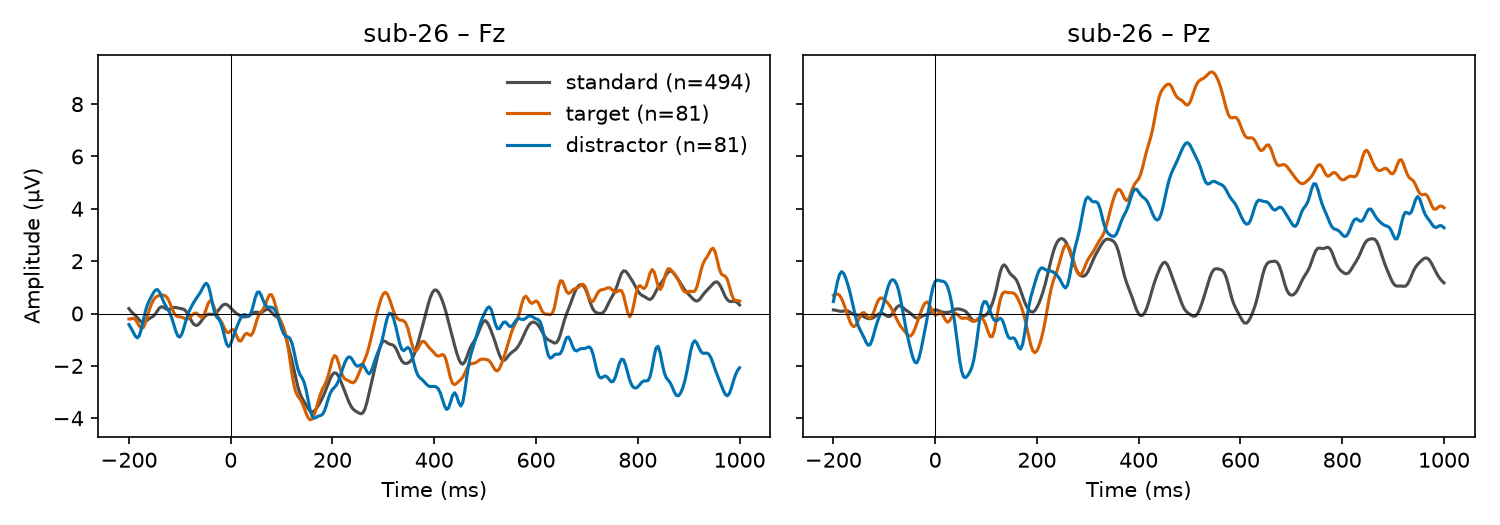 sub-26 – Fz
sub-26 – Pz
standard (n=494)
target (n=81)
distractor (n=81)
Amplitude (µV)
8
6
4
2
0
−2
−4
−200 0 200 400 600 800 1000
−200 0 200 400 600 800 1000
Time (ms)
Time (ms)